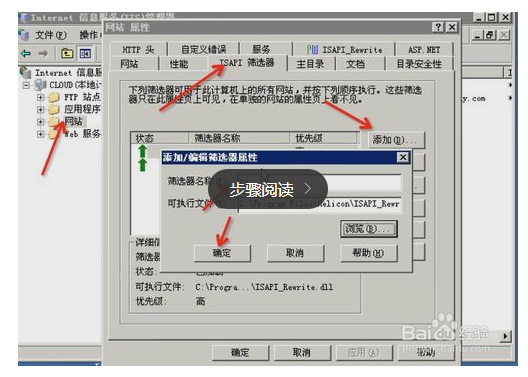 Internet 信息服务(IIS)管理器
文件(F) 操作(
Internet 信息服
CLOUD(本地计
FTP 站点
应用程序
网站
Web 服务
网站 属性
HTTP 头 自定义错误 服务 ISAPI_Rewrite ASP.NET
网站 性能 ISAPI 筛选器 主目录 文档 目录安全性
下列筛选器可用于此计算机上的所有网站，并按下列顺序执行。这些筛选
器只在此属性页上可见，在单独的网站的属性页上看不见。
y.com
状态 筛选器名称 优先级 添加(D)...
高
添加/编辑筛选器属性
筛选器名称
步骤阅读
可执行文件 C:\Program Files\Helicon\ISAPI_Rewr
浏览(B)...
确定 取消 帮助(H)
详细信
筛选器
状态:
可执行文件: C:\Progra...\ISAPI_Rewrite.dll
优先级: 高
确定 取消 应用(A) 帮助
Baidu经验